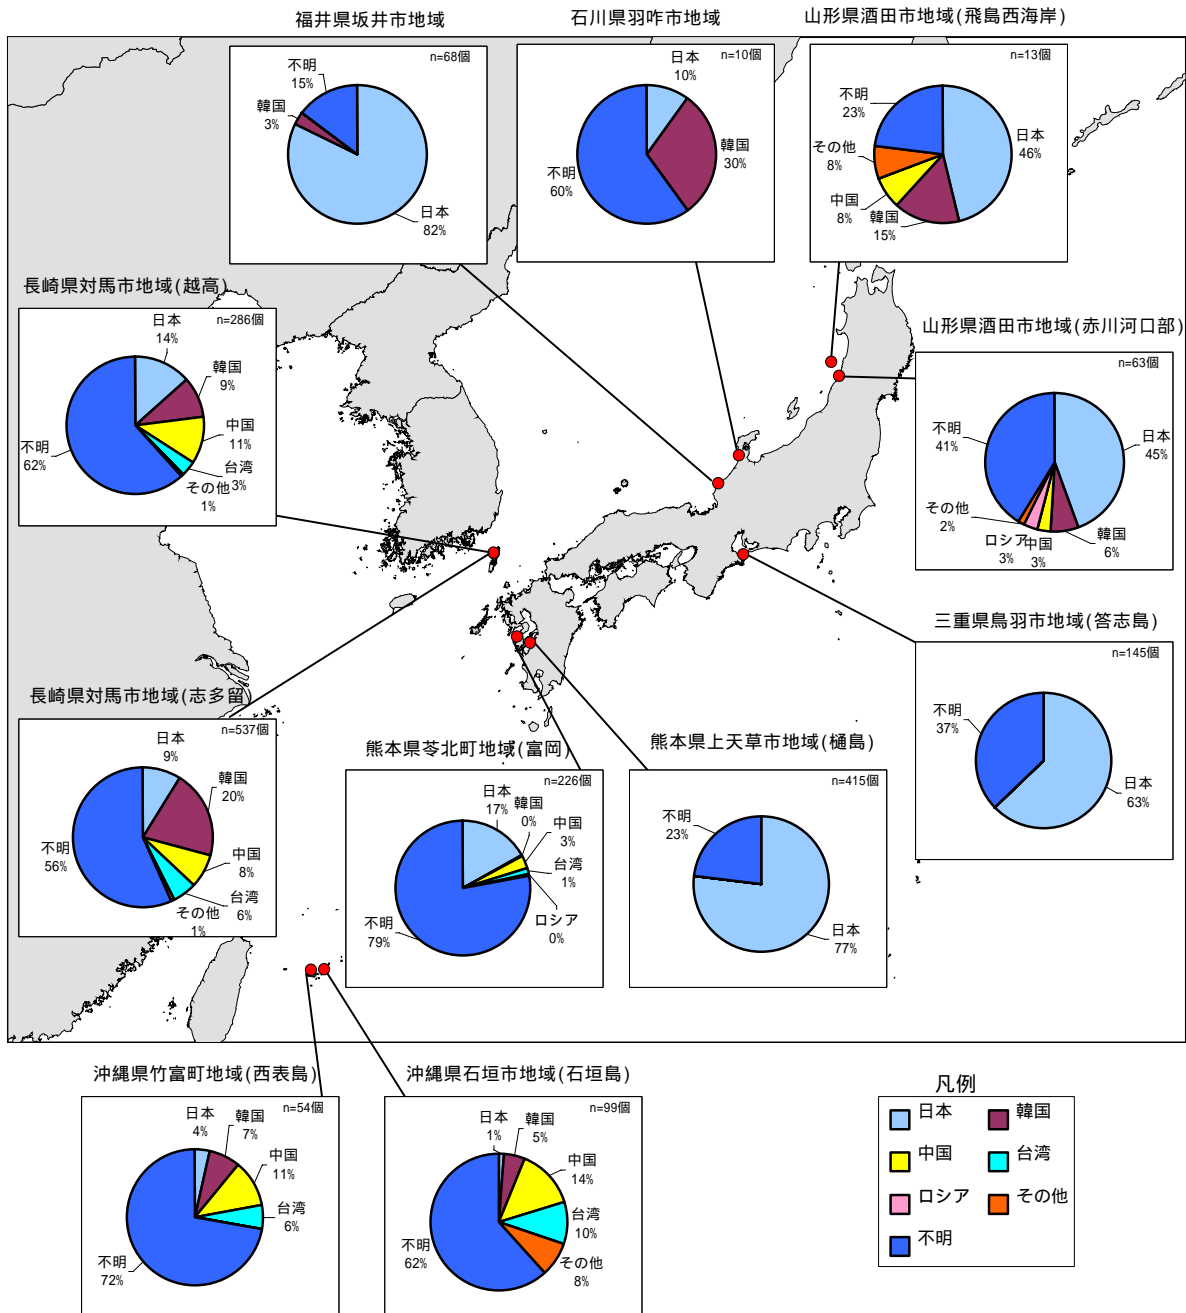 福井県坂井市地域
石川県羽咋市地域
山形県酒田市地域(飛島西海岸)
n=68個
不明
15%
韓国
3%
日本
82%
n=10個
日本
10%
韓国
30%
不明
60%
n=13個
不明
23%
その他
8%
中国
8%
韓国
15%
日本
46%
長崎県対馬市地域(越高)
n=286個
日本
14%
韓国
9%
中国
11%
台湾
3%
その他
1%
不明
62%
山形県酒田市地域(赤川河口部)
n=63個
不明
41%
日本
45%
その他
2%
ロシア
3%
中国
3%
韓国
6%
三重県鳥羽市地域(答志島)
n=145個
不明
37%
日本
63%
長崎県対馬市地域(志多留)
n=537個
日本
9%
韓国
20%
中国
8%
台湾
6%
その他
1%
不明
56%
熊本県苓北町地域(富岡)
n=226個
日本
17%
韓国
0%
中国
3%
台湾
1%
ロシア
0%
不明
79%
熊本県上天草市地域(樋島)
n=415個
不明
23%
日本
77%
沖縄県竹富町地域(西表島)
n=54個
日本
4%
韓国
7%
中国
11%
台湾
6%
不明
72%
沖縄県石垣市地域(石垣島)
n=99個
日本
1%
韓国
5%
中国
14%
台湾
10%
その他
8%
不明
62%
凡例
日本
韓国
中国
台湾
ロシア
その他
不明